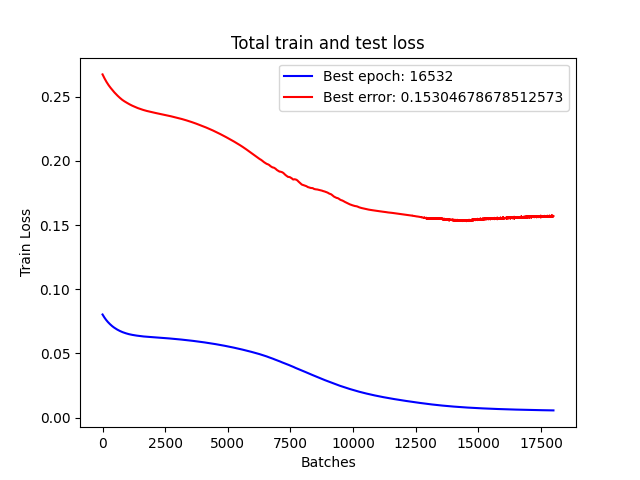 Total train and test loss
Best epoch: 16532
Best error: 0.15304678678512573
0.25
0.20
0.15
0.10
0.05
0.00
Train Loss
0 2500 5000 7500 10000 12500 15000 17500
Batches